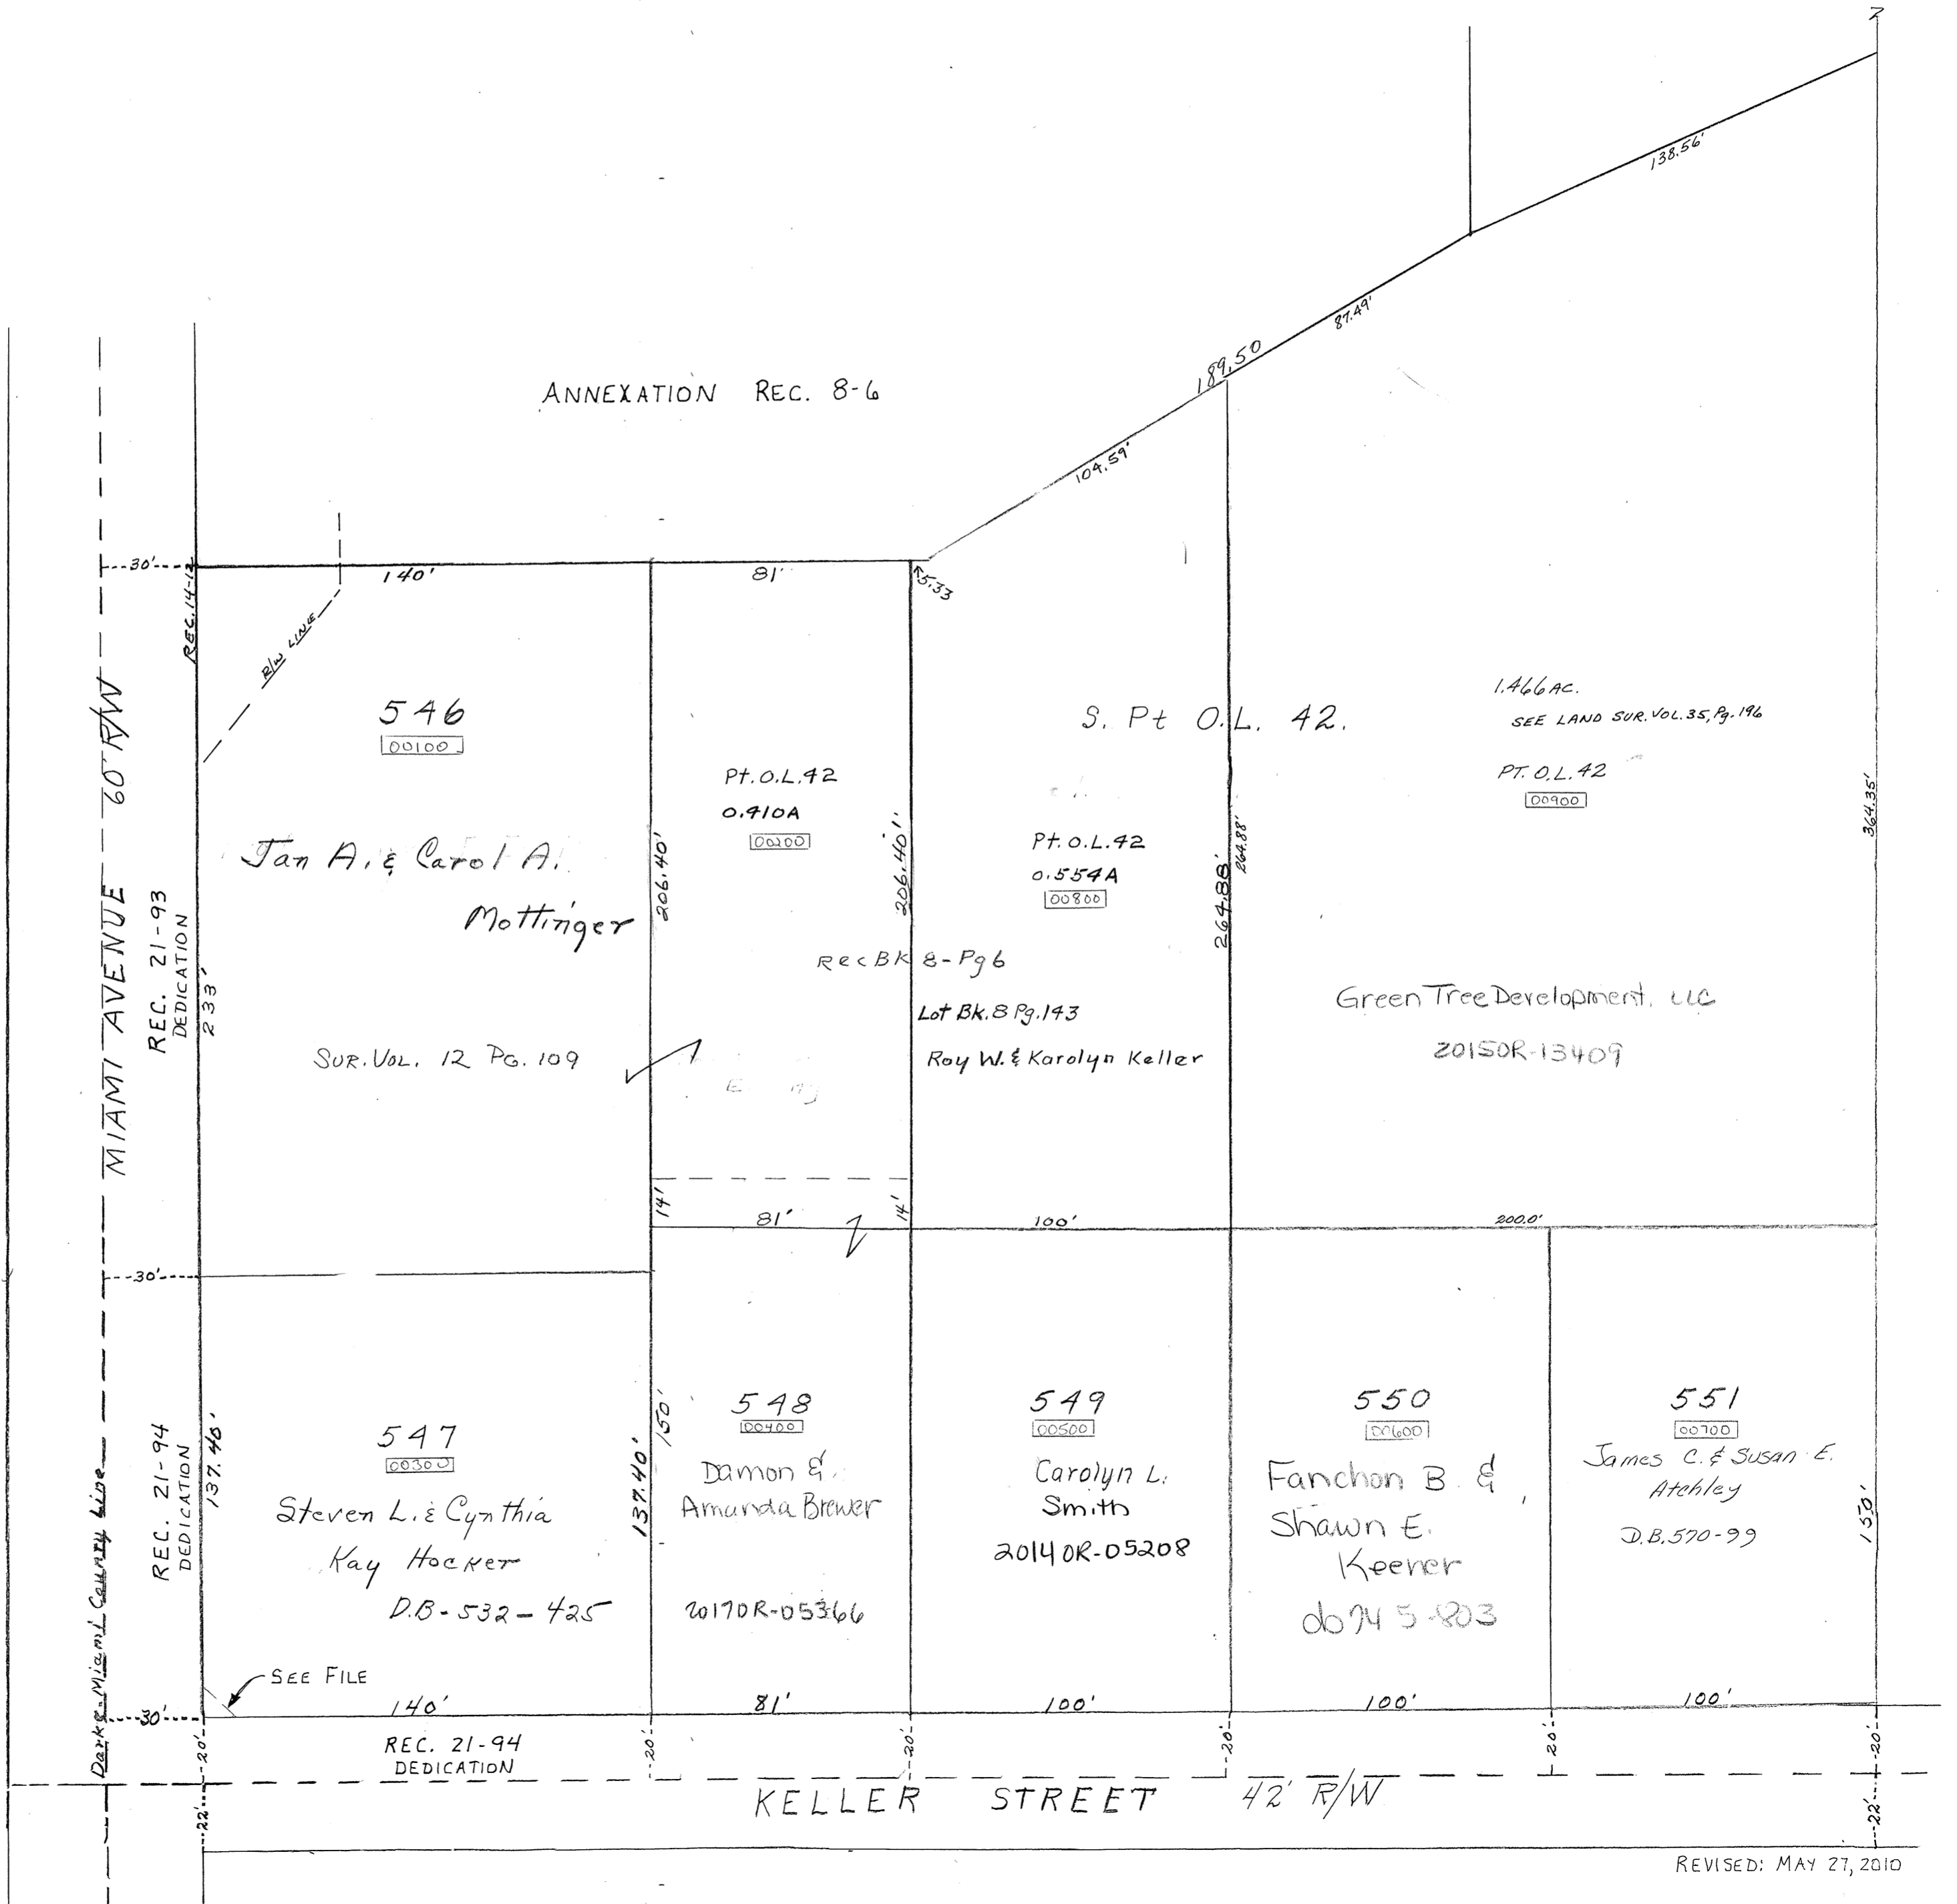 138.56'
87.49'
189.50
104.59'
ANNEXATION REC. 8-6
30'
140'
81'
5.33
REC. 14-12
R/W LINE
546
00100
Jan A. & Carol A.
Mottinger
SUR. VOL. 12 PG. 109
MIAMI AVENUE 60' R/W
REC. 21-93
DEDICATION
233'
Pt. O.L. 42
0.410A
00200
206.40'
206.40'
Rec BK 8-Pg 6
S. Pt O.L. 42.
Pt. O.L. 42
0.554A
00800
Lot Bk. 8 Pg. 143
Roy W. & Karolyn Keller
264.88'
264.88'
1.466 AC.
SEE LAND SUR. VOL. 35, Pg. 196
PT. O.L. 42
00900
364.35'
Green Tree Development, LLC
2015OR-13409
14'
81'
14'
100'
200.0'
30'
REC. 21-94
DEDICATION
137.40'
547
00300
Steven L. & Cynthia
Kay Hocker
D.B-532-425
137.40'
150'
548
00400
Damon &
Amanda Brewer
2017OR-05366
549
00500
Carolyn L.
Smith
2014OR-05208
550
00600
Fanchon B. &
Shawn E.
Keener
db 745-803
551
00700
James C. & Susan E.
Atchley
D.B. 570-99
150'
Darke-Miami County Line
SEE FILE
30'
140'
81'
100'
100'
100'
REC. 21-94
DEDICATION
20'
20'
20'
20'
20'
20'
KELLER STREET 42' R/W
22'
22'
REVISED: MAY 27, 2010